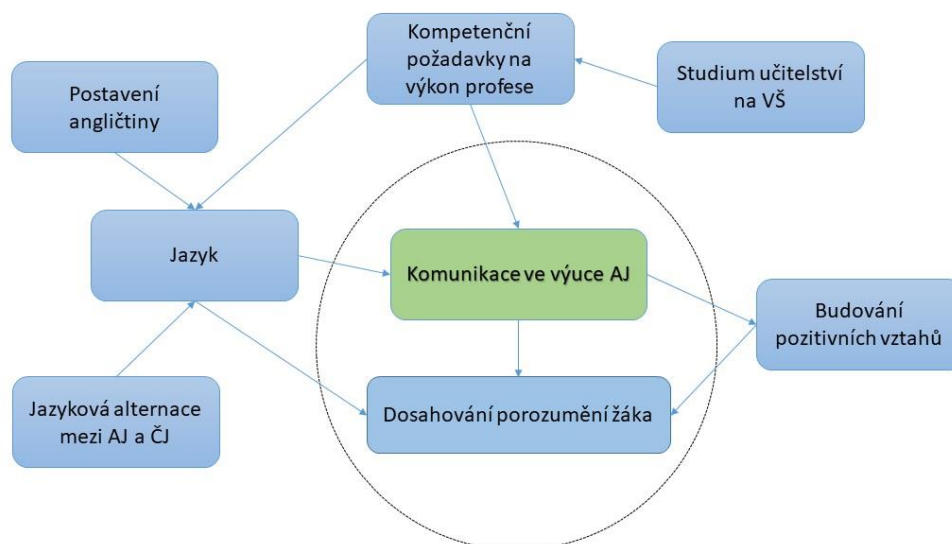 Kompetenční
požadavky na
výkon profese
Studium učitelství
na VŠ
Postavení
angličtiny
Jazyk
Komunikace ve výuce AJ
Budování
pozitivních vztahů
Jazyková alternace
mezi AJ a ČJ
Dosahování porozumění žáka